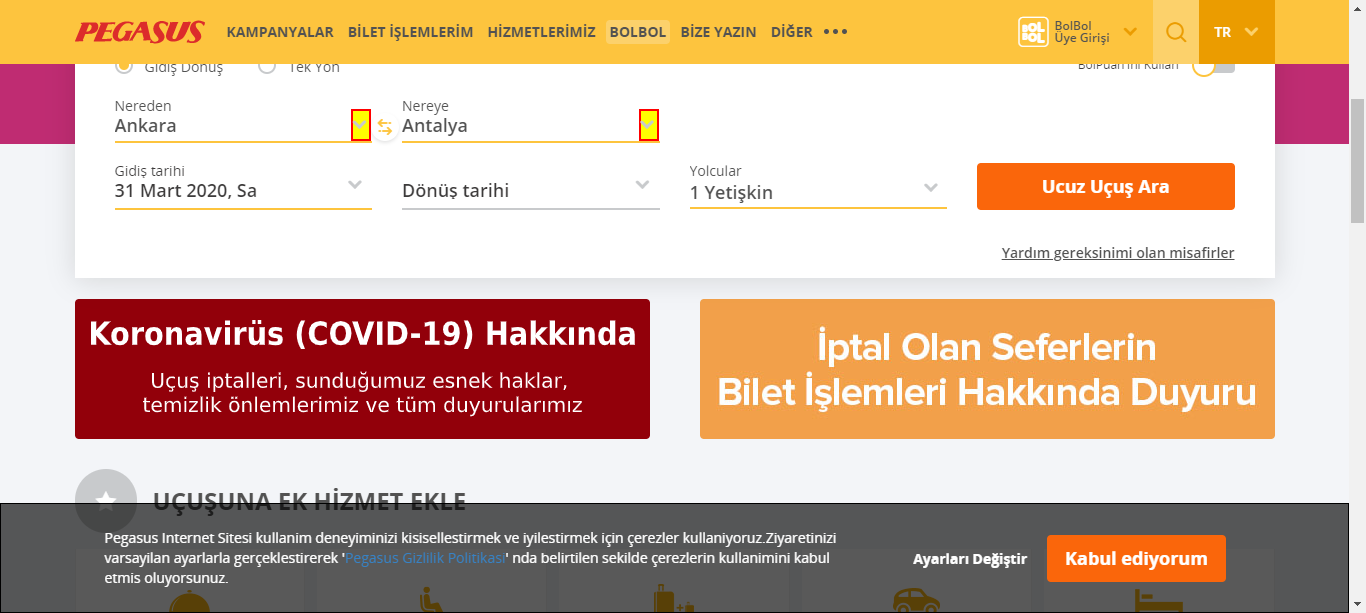 PEGASUS KAMPANYALAR BİLET İŞLEMLERİM HİZMETLERİMİZ BOLBOL BİZE YAZIN DİĞER ••• BOL BOL BolBol Üye Girişi TR
Gidiş Dönüş Tek Yön BolPuan'ını Kullan
Nereden Nereye
Ankara Antalya
Gidiş tarihi Yolcular
31 Mart 2020, Sa Dönüş tarihi 1 Yetişkin Ucuz Uçuş Ara
Yardım gereksinimi olan misafirler
Koronavirüs (COVID-19) Hakkında
Uçuş iptalleri, sunduğumuz esnek haklar,
temizlik önlemlerimiz ve tüm duyurularımız
İptal Olan Seferlerin
Bilet İşlemleri Hakkında Duyuru
UÇUŞUNA EK HİZMET EKLE
Pegasus Internet Sitesi kullanim deneyiminizi kisisellestirmek ve iyilestirmek için çerezler kullaniyoruz.Ziyaretinizi
varsayilan ayarlarla gerçeklestirerek 'Pegasus Gizlilik Politikasi' nda belirtilen sekilde çerezlerin kullanimini kabul
etmis oluyorsunuz.
Ayarları Değiştir Kabul ediyorum